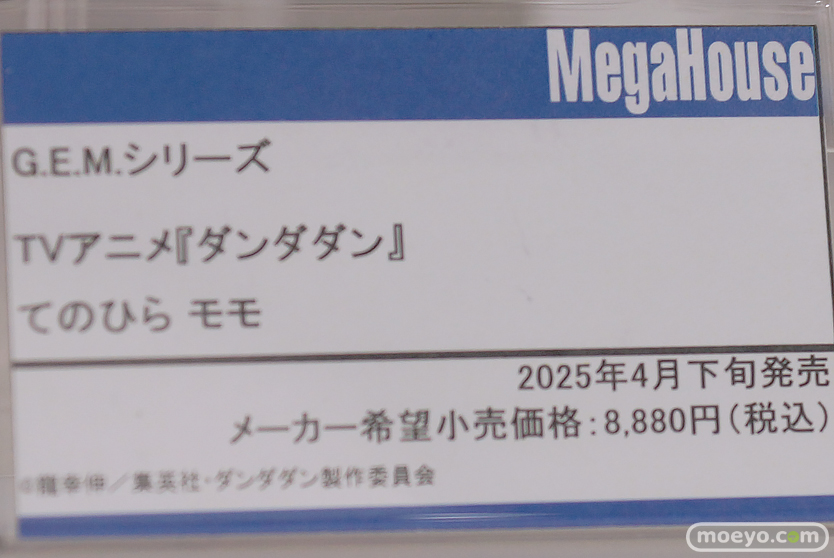 MegaHouse
G.E.M.シリーズ
TVアニメ『ダンダダン』
てのひら モモ
2025年4月下旬発売
メーカー希望小売価格:8,880円(税込)
©龍幸伸/集英社・ダンダダン製作委員会
moeyo.com